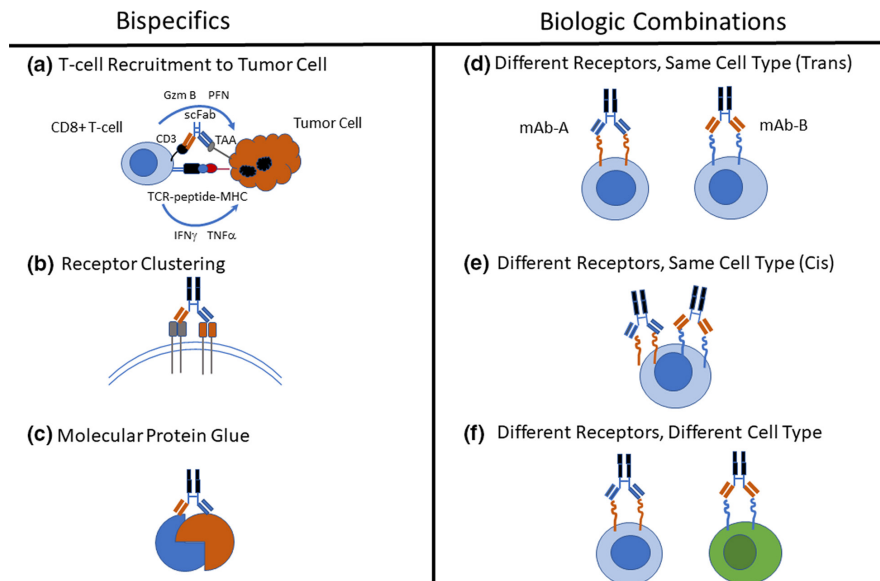 Bispecifics
Biologic Combinations
(a) T-cell Recruitment to Tumor Cell
Gzm B PFN
scFab
CD8+ T-cell
Tumor Cell
CD3
TAA
TCR-peptide-MHC
IFNγ TNFα
(b) Receptor Clustering
(c) Molecular Protein Glue
(d) Different Receptors, Same Cell Type (Trans)
mAb-A
mAb-B
(e) Different Receptors, Same Cell Type (Cis)
(f) Different Receptors, Different Cell Type